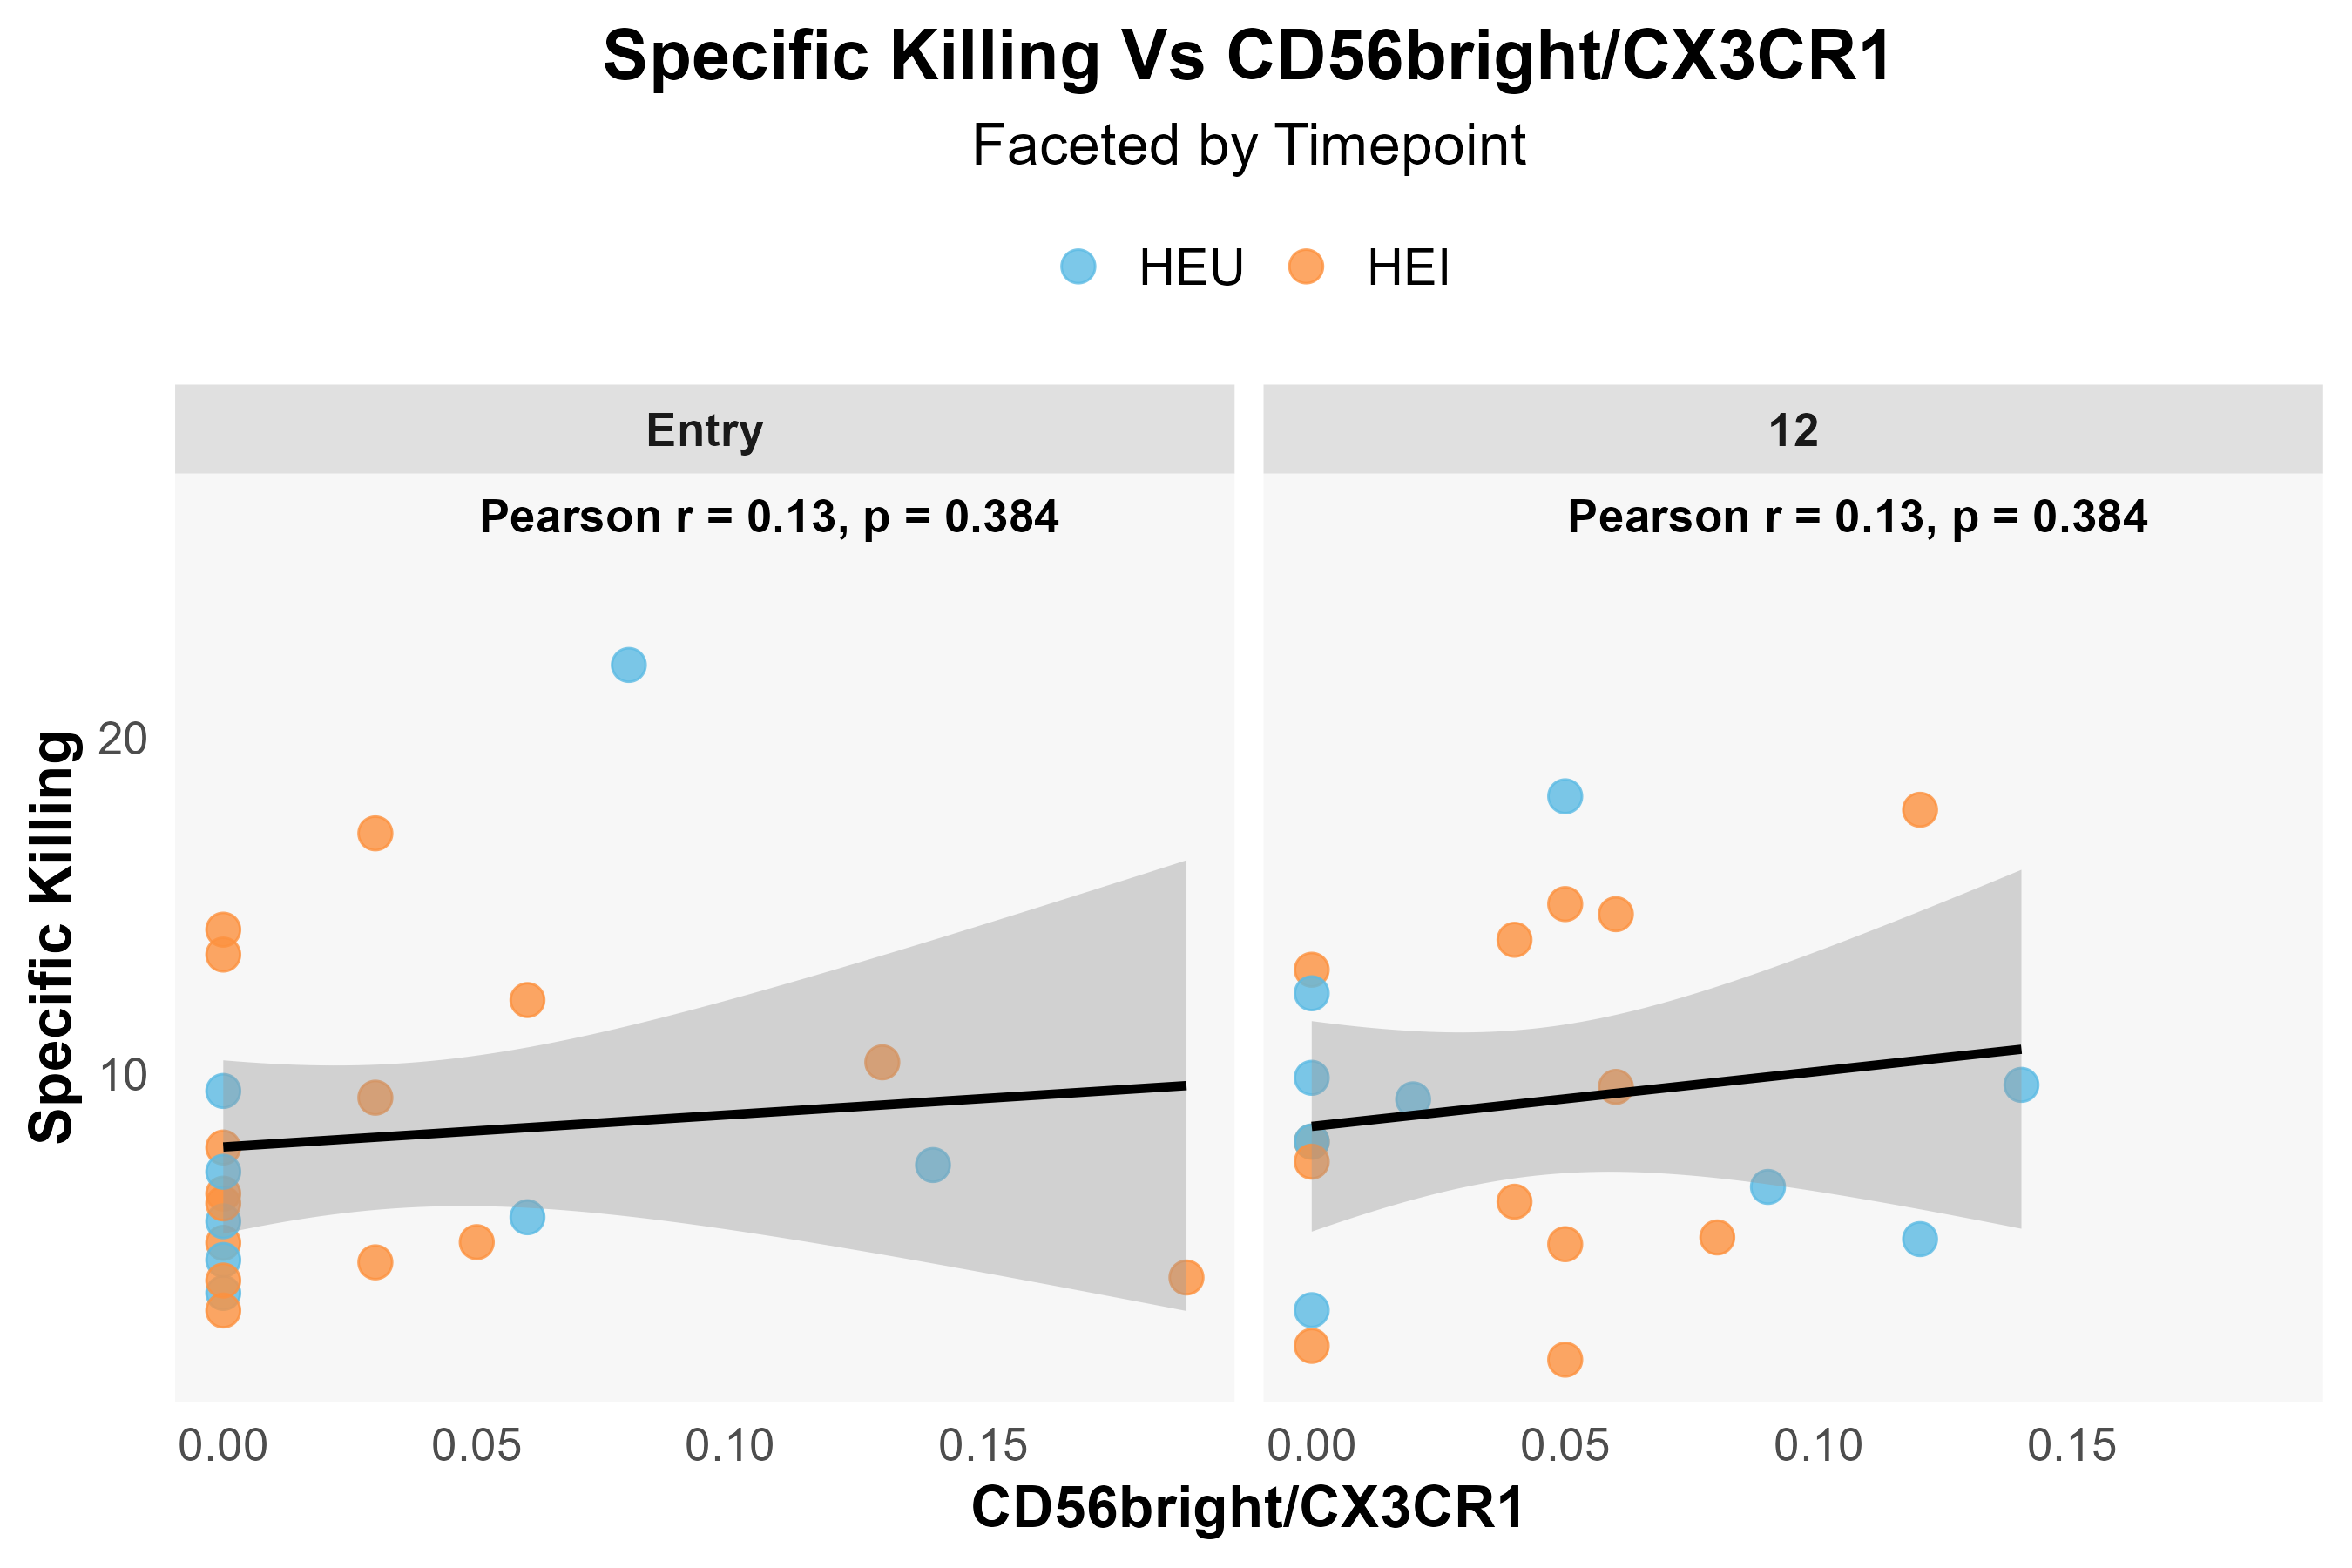 Specific Killing Vs CD56bright/CX3CR1
Faceted by Timepoint
HEU HEI
Entry
12
Pearson r = 0.13, p = 0.384
Pearson r = 0.13, p = 0.384
Specific Killing
20
10
0.00 0.05 0.10 0.15
0.00 0.05 0.10 0.15
CD56bright/CX3CR1